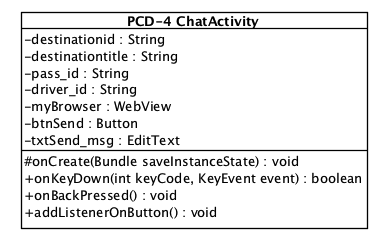 PCD-4 ChatActivity
-destinationid : String
-destinationtitle : String
-pass_id : String
-driver_id : String
-myBrowser : WebView
-btnSend : Button
-txtSend_msg : EditText
#onCreate(Bundle saveInstanceState) : void
+onKeyDown(int keyCode, KeyEvent event) : boolean
+onBackPressed() : void
+addListenerOnButton() : void